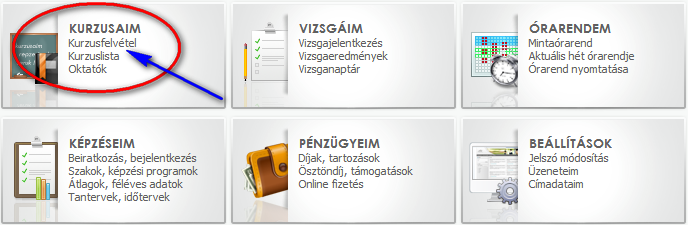 KURZUSAIM
Kurzusfelvétel
Kurzuslista
Oktatók
VIZSGÁIM
Vizsgajelentkezés
Vizsgaeredmények
Vizsganaptár
ÓRARENDEM
Mintaórarend
Aktuális hét órarendje
Órarend nyomtatása
KÉPZÉSEIM
Beiratkozás, bejelentkezés
Szakok, képzési programok
Átlagok, féléves adatok
Tantervek, időtervek
PÉNZÜGYEIM
Díjak, tartozások
Ösztöndíj, támogatások
Online fizetés
BEÁLLÍTÁSOK
Jelszó módosítás
Üzeneteim
Címadataim